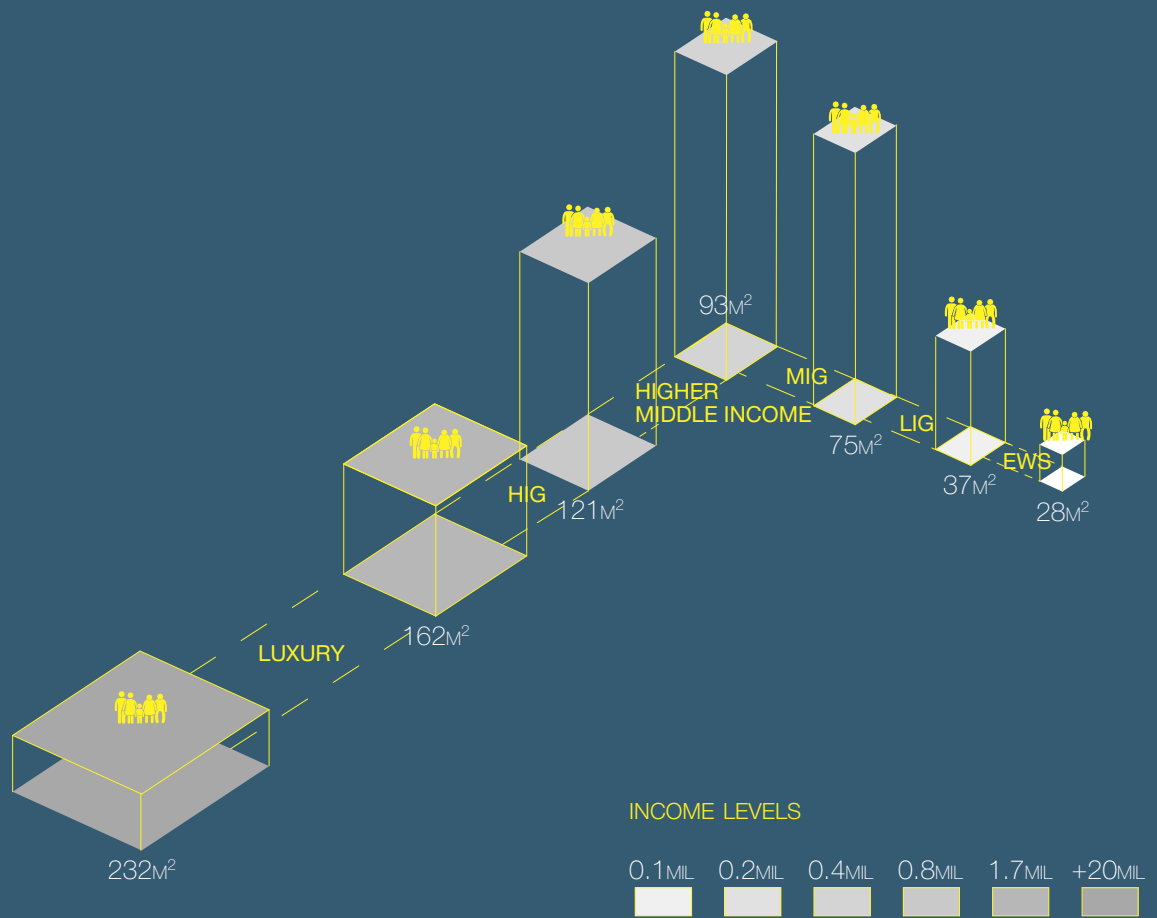 93M²
MIG
HIGHER
MIDDLE INCOME
LIG
75M²
EWS
37M²
28M²
HIG
121M²
162M²
LUXURY
232M²
INCOME LEVELS
0.1MIL 0.2MIL 0.4MIL 0.8MIL 1.7MIL +20MIL